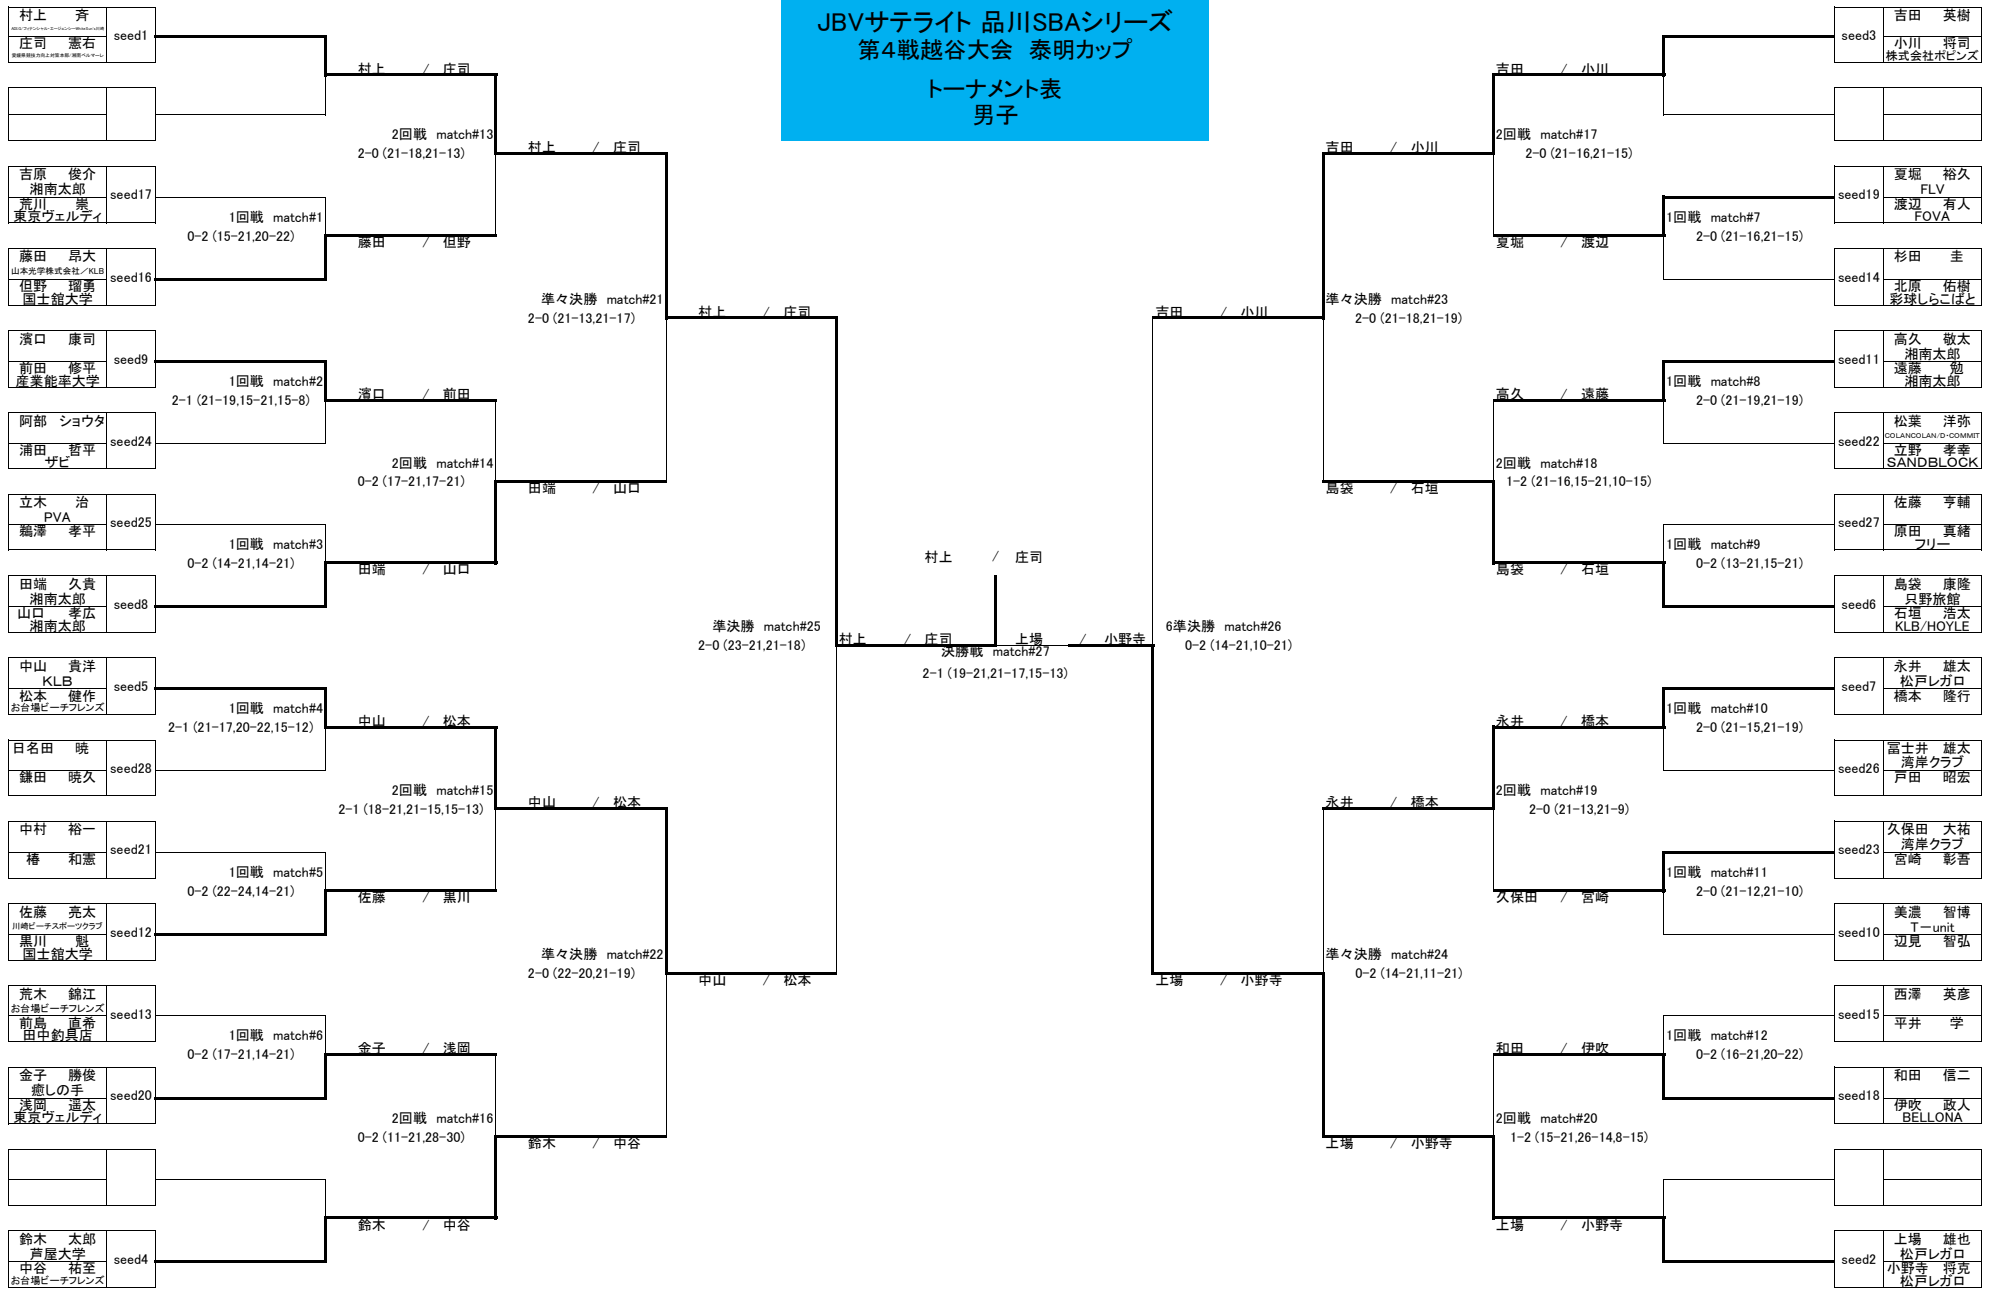 JBVサテライト 品川SBAシリーズ
第4戦越谷大会 泰明カップ
トーナメント表
男子
村上 斉
seed1
庄司 憲右
吉原 俊介
湘南太郎
seed17
荒川 崇
東京ヴェルディ
藤田 昂大
山本光学株式会社/KLB
seed16
但野 瑠勇
国士舘大学
濱口 康司
seed9
前田 修平
産業能率大学
阿部 ショウタ
seed24
浦田 哲平
ザビ
立木 治
PVA
seed25
鵜澤 孝平
田端 久貴
湘南太郎
seed8
山口 孝広
湘南太郎
中山 貴洋
KLB
seed5
松本 健作
お台場ビーチフレンズ
日名田 暁
seed28
鎌田 暁久
中村 裕一
seed21
椿 和憲
佐藤 亮太
川崎ビーチスポーツクラブ
seed12
黒川 魁
国士舘大学
荒木 錦江
お台場ビーチフレンズ
seed13
前島 直希
田中釣具店
金子 勝俊
癒しの手
seed20
浅岡 遥太
東京ヴェルディ
鈴木 太郎
芦屋大学
seed4
中谷 祐至
お台場ビーチフレンズ
1回戦 match#1
0-2 (15-21,20-22)
1回戦 match#2
2-1 (21-19,15-21,15-8)
1回戦 match#3
0-2 (14-21,14-21)
1回戦 match#4
2-1 (21-17,20-22,15-12)
1回戦 match#5
0-2 (22-24,14-21)
1回戦 match#6
0-2 (17-21,14-21)
村上 / 庄司
2回戦 match#13
2-0 (21-18,21-13)
藤田 / 但野
濱口 / 前田
2回戦 match#14
0-2 (17-21,17-21)
田端 / 山口
中山 / 松本
2回戦 match#15
2-1 (18-21,21-15,15-13)
佐藤 / 黒川
金子 / 浅岡
2回戦 match#16
0-2 (11-21,28-30)
鈴木 / 中谷
村上 / 庄司
準々決勝 match#21
2-0 (21-13,21-17)
田端 / 山口
中山 / 松本
準々決勝 match#22
2-0 (22-20,21-19)
鈴木 / 中谷
村上 / 庄司
準決勝 match#25
2-0 (23-21,21-18)
中山 / 松本
村上 / 庄司
村上 / 庄司
上場 / 小野寺
決勝戦 match#27
2-1 (19-21,21-17,15-13)
吉田 / 小川
6準決勝 match#26
0-2 (14-21,10-21)
上場 / 小野寺
吉田 / 小川
準々決勝 match#23
2-0 (21-18,21-19)
島袋 / 石垣
永井 / 橋本
準々決勝 match#24
0-2 (14-21,11-21)
上場 / 小野寺
吉田 / 小川
2回戦 match#17
2-0 (21-16,21-15)
夏堀 / 渡辺
高久 / 遠藤
2回戦 match#18
1-2 (21-16,15-21,10-15)
島袋 / 石垣
永井 / 橋本
2回戦 match#19
2-0 (21-13,21-9)
久保田 / 宮崎
和田 / 伊吹
2回戦 match#20
1-2 (15-21,26-14,8-15)
上場 / 小野寺
1回戦 match#7
2-0 (21-16,21-15)
1回戦 match#8
2-0 (21-19,21-19)
1回戦 match#9
0-2 (13-21,15-21)
1回戦 match#10
2-0 (21-15,21-19)
1回戦 match#11
2-0 (21-12,21-10)
1回戦 match#12
0-2 (16-21,20-22)
吉田 英樹
seed3
小川 将司
株式会社ポピンズ
夏堀 裕久
FLV
seed19
渡辺 有人
FOVA
杉田 圭
seed14
北原 佑樹
彩球しらこばと
高久 敬太
湘南太郎
seed11
遠藤 勉
湘南太郎
松葉 洋弥
COLANCOLAN/D・COMMIT
seed22
立野 孝幸
SANDBLOCK
佐藤 亨輔
seed27
原田 真緒
フリー
島袋 康隆
只野旅館
seed6
石垣 浩太
KLB/HOYLE
永井 雄太
松戸レガロ
seed7
橋本 隆行
冨士井 雄太
湾岸クラブ
seed26
戸田 昭宏
久保田 大祐
湾岸クラブ
seed23
宮崎 彰吾
美濃 智博
T-unit
seed10
辺見 智弘
西澤 英彦
seed15
平井 学
和田 信二
seed18
伊吹 政人
BELLONA
上場 雄也
松戸レガロ
seed2
小野寺 将克
松戸レガロ